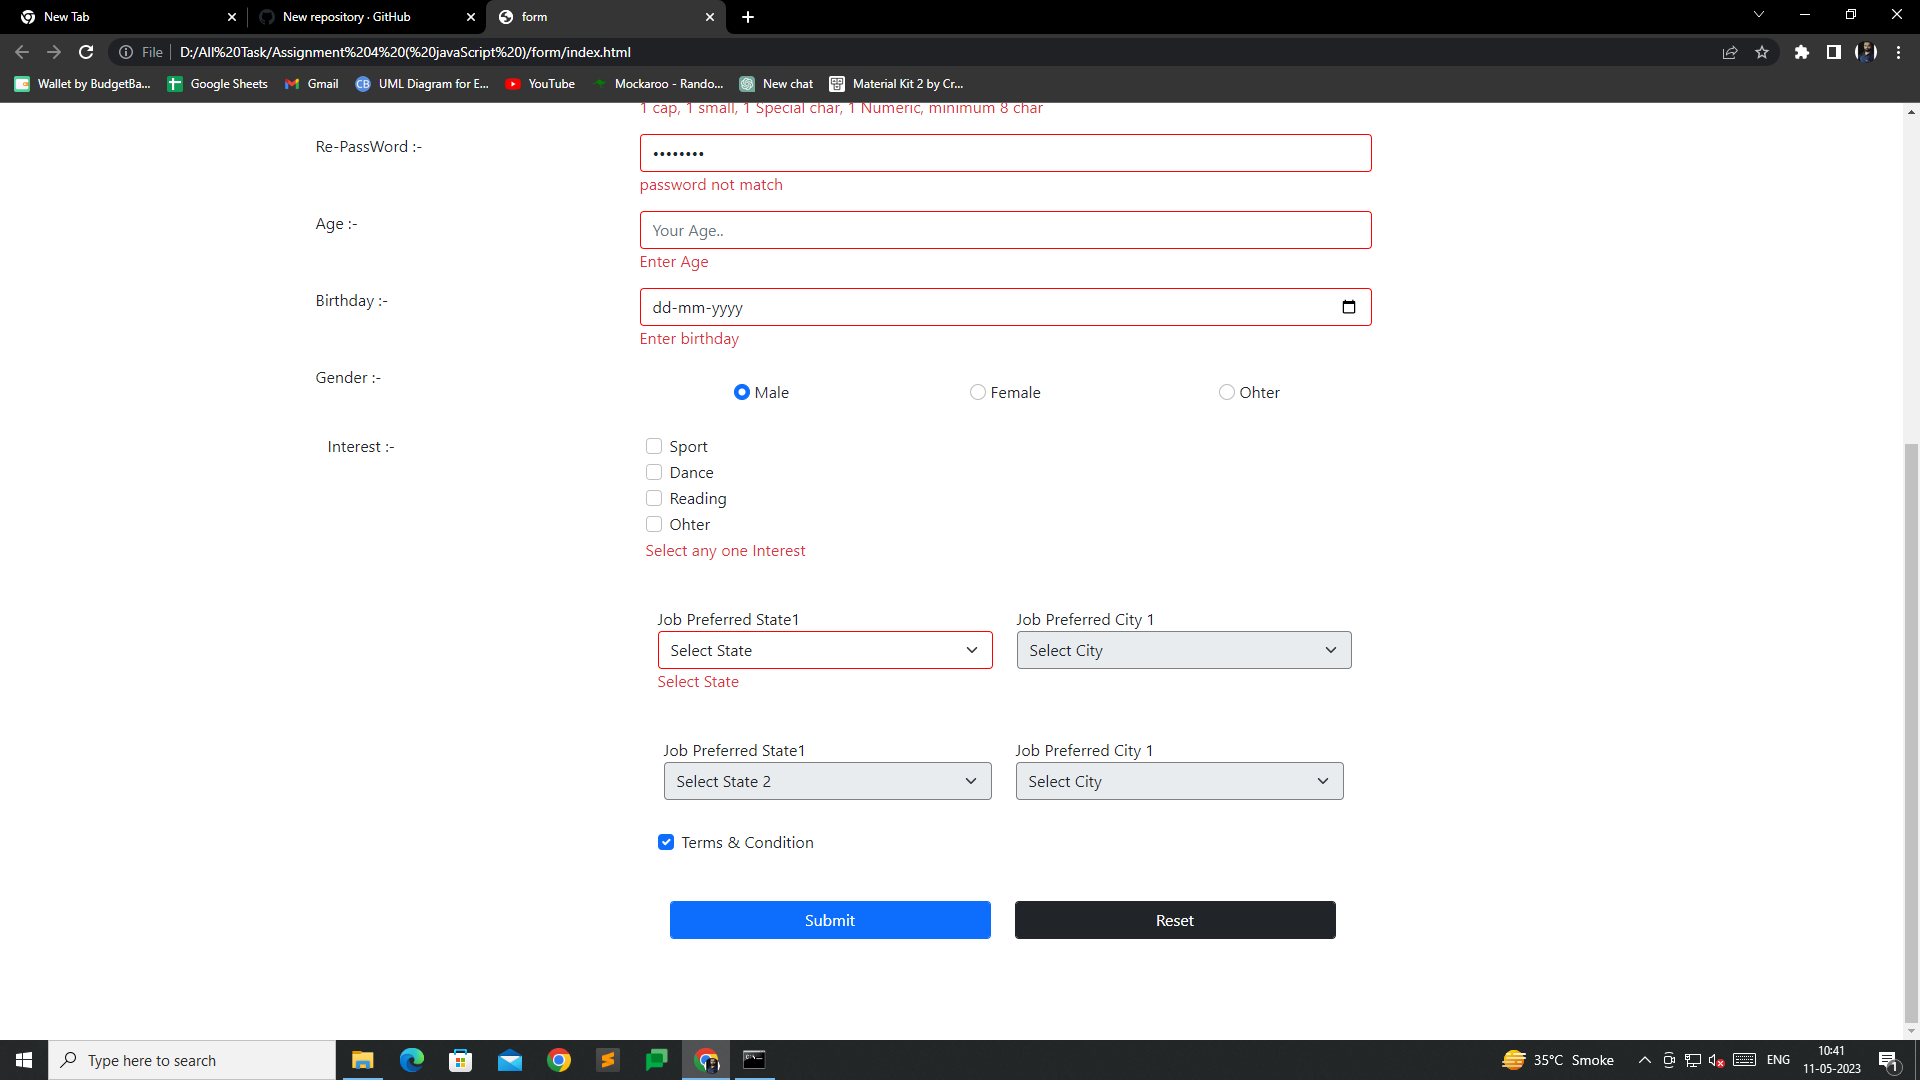 New Tab
New repository · GitHub
form
File
D:/All%20Task/Assignment%204%20(%20javaScript%20)/form/index.html
Wallet by BudgetBa...
Google Sheets
Gmail
UML Diagram for E...
YouTube
Mockaroo - Rando...
New chat
Material Kit 2 by Cr...
1 cap, 1 small, 1 Special char, 1 Numeric, minimum 8 char
Re-PassWord :-
password not match
Age :-
Your Age..
Enter Age
Birthday :-
dd-mm-yyyy
Enter birthday
Gender :-
Male
Female
Ohter
Interest :-
Sport
Dance
Reading
Ohter
Select any one Interest
Job Preferred State1
Job Preferred City 1
Select State
Select City
Select State
Job Preferred State1
Job Preferred City 1
Select State 2
Select City
Terms & Condition
Submit
Reset
Type here to search
35°C Smoke
ENG
10:41
11-05-2023
1